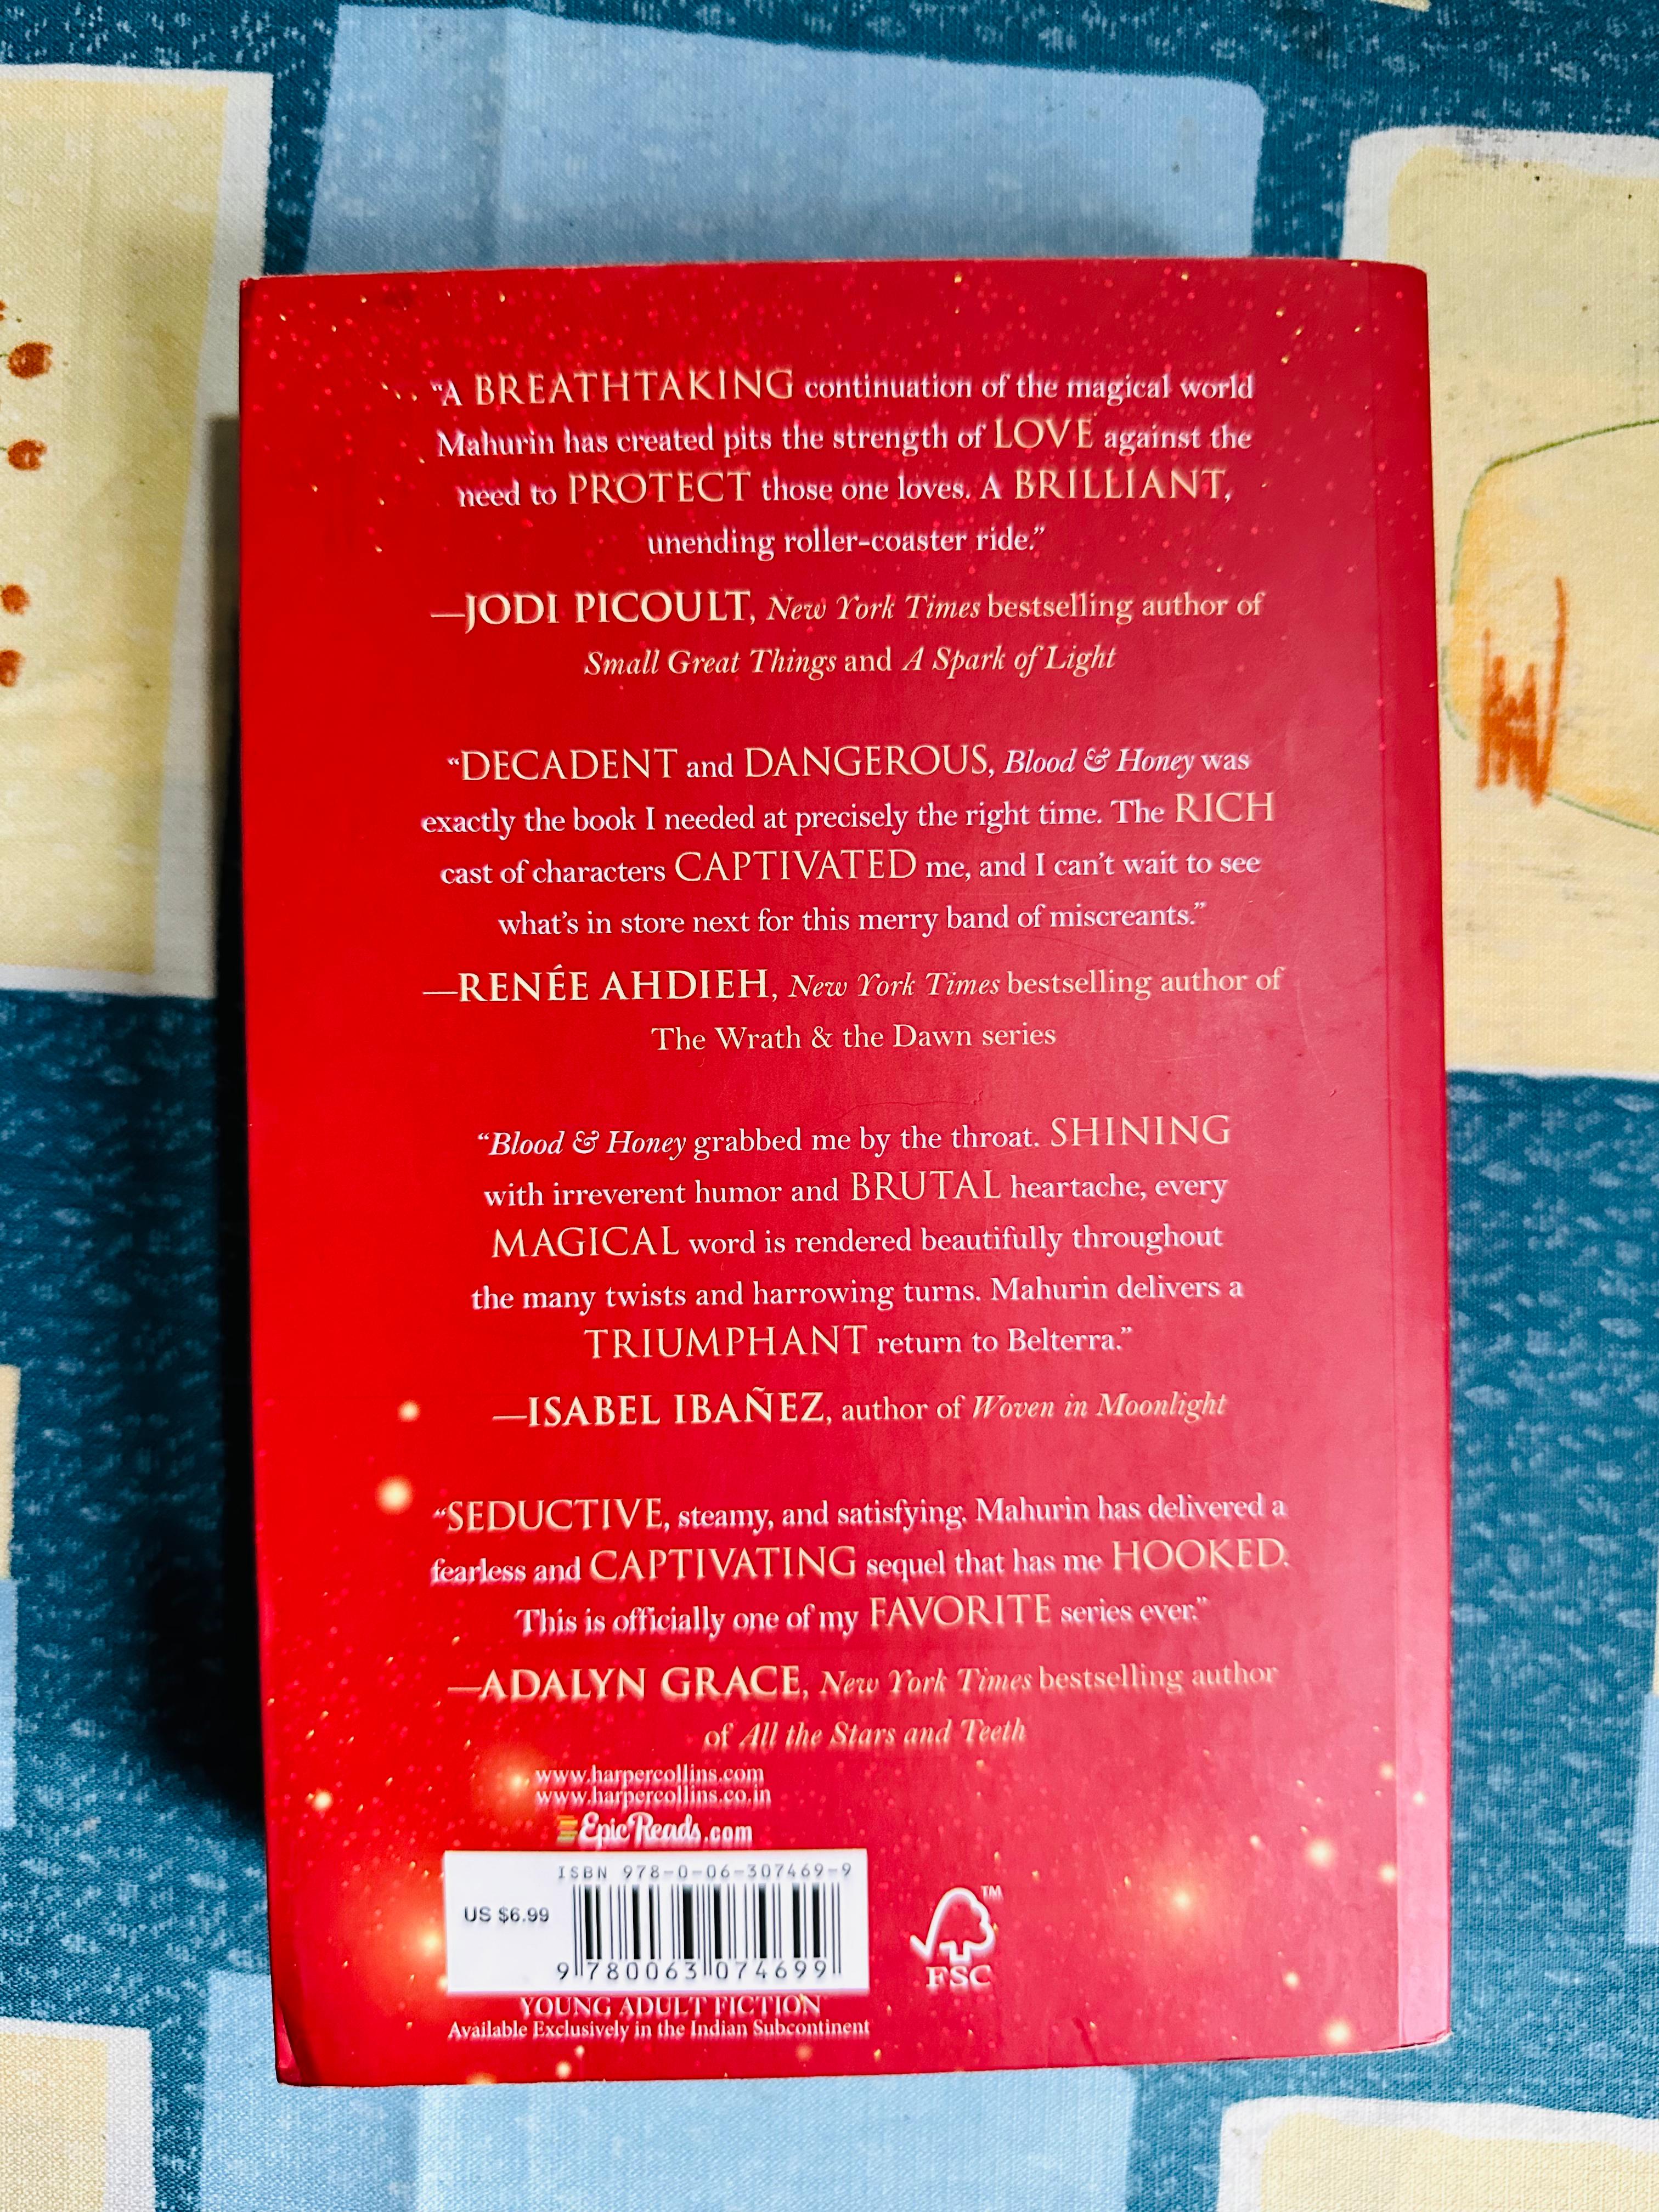 “A BREATHTAKING continuation of the magical world
Mahurin has created pits the strength of LOVE against the
need to PROTECT those one loves. A BRILLIANT,
unending roller-coaster ride.”
—JODI PICOULT, New York Times bestselling author of
Small Great Things and A Spark of Light
“DECADENT and DANGEROUS, Blood & Honey was
exactly the book I needed at precisely the right time. The RICH
cast of characters CAPTIVATED me, and I can’t wait to see
what’s in store next for this merry band of miscreants.”
—RENÉE AHDIEH, New York Times bestselling author of
The Wrath & the Dawn series
“Blood & Honey grabbed me by the throat. SHINING
with irreverent humor and BRUTAL heartache, every
MAGICAL word is rendered beautifully throughout
the many twists and harrowing turns. Mahurin delivers a
TRIUMPHANT return to Belterra.”
—ISABEL IBAÑEZ, author of Woven in Moonlight
“SEDUCTIVE, steamy, and satisfying. Mahurin has delivered a
fearless and CAPTIVATING sequel that has me HOOKED.
This is officially one of my FAVORITE series ever.”
—ADALYN GRACE, New York Times bestselling author
of All the Stars and Teeth
www.harpercollins.com
www.harpercollins.co.in
EpicReads.com
ISBN 978-0-06-307469-9
US $6.99
9 780063 074699
TM
FSC
YOUNG ADULT FICTION
Available Exclusively in the Indian Subcontinent